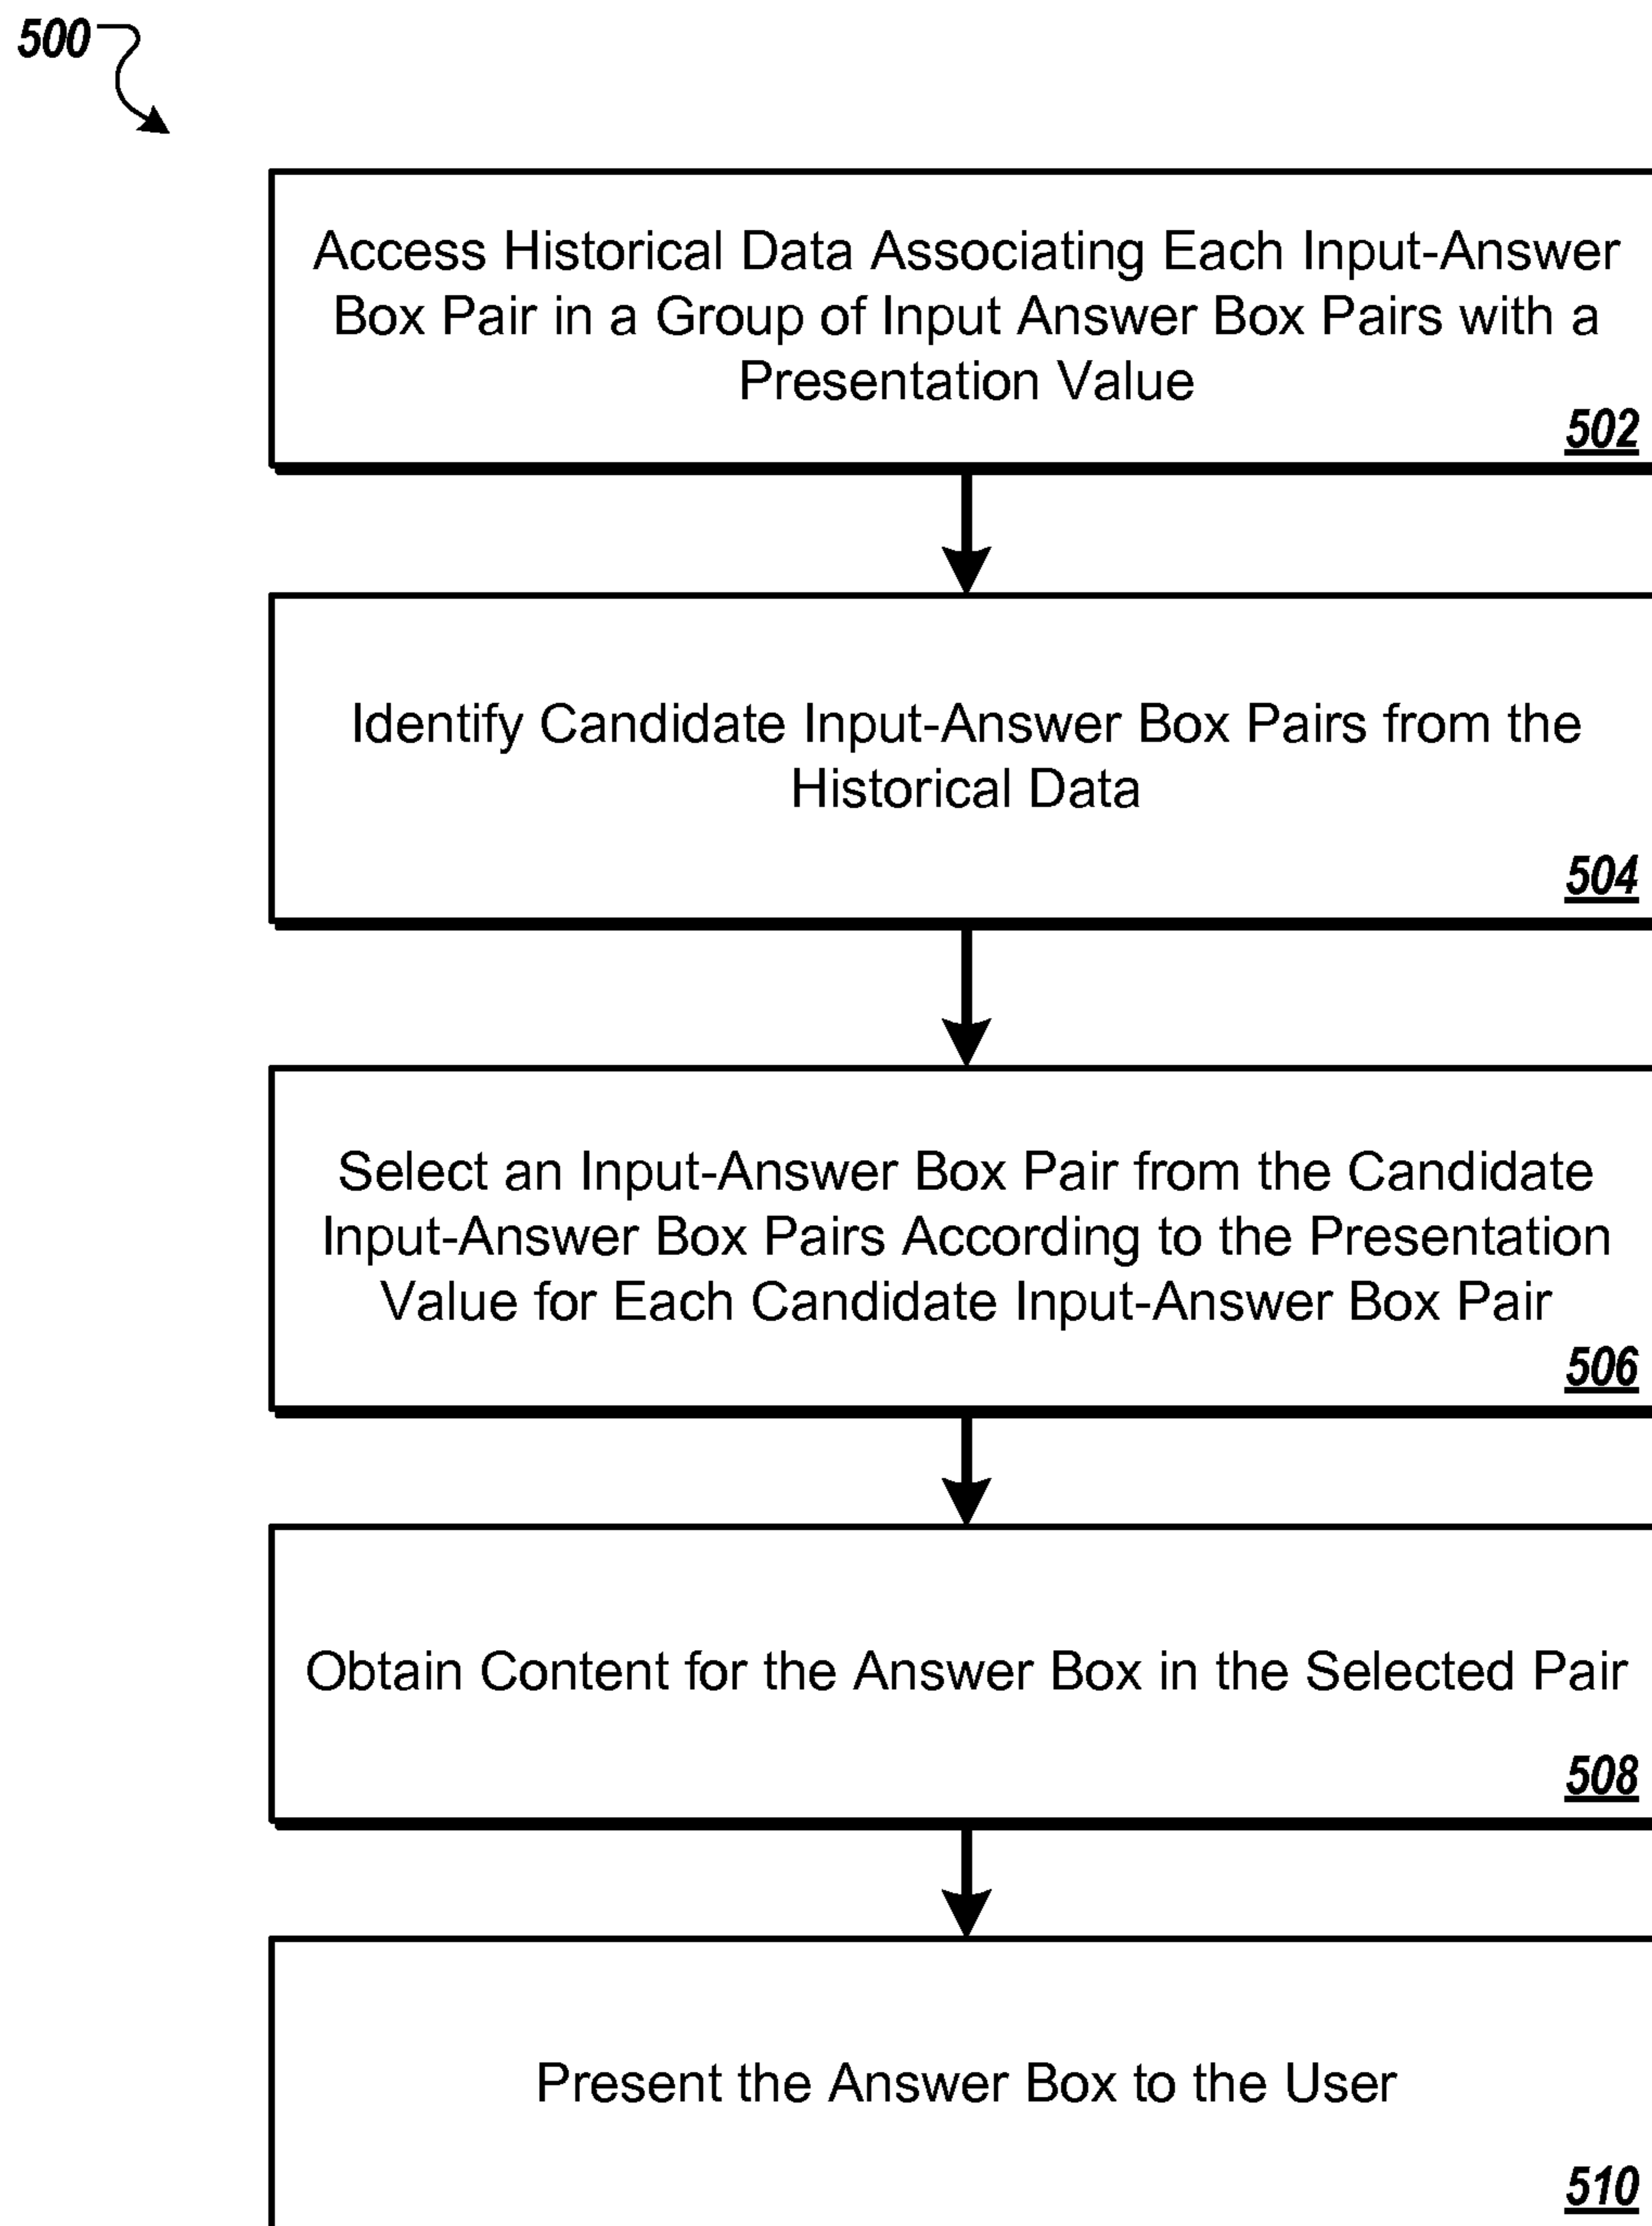 500
Access Historical Data Associating Each Input-Answer
Box Pair in a Group of Input Answer Box Pairs with a
Presentation Value
502
Identify Candidate Input-Answer Box Pairs from the
Historical Data
504
Select an Input-Answer Box Pair from the Candidate
Input-Answer Box Pairs According to the Presentation
Value for Each Candidate Input-Answer Box Pair
506
Obtain Content for the Answer Box in the Selected Pair
508
Present the Answer Box to the User
510